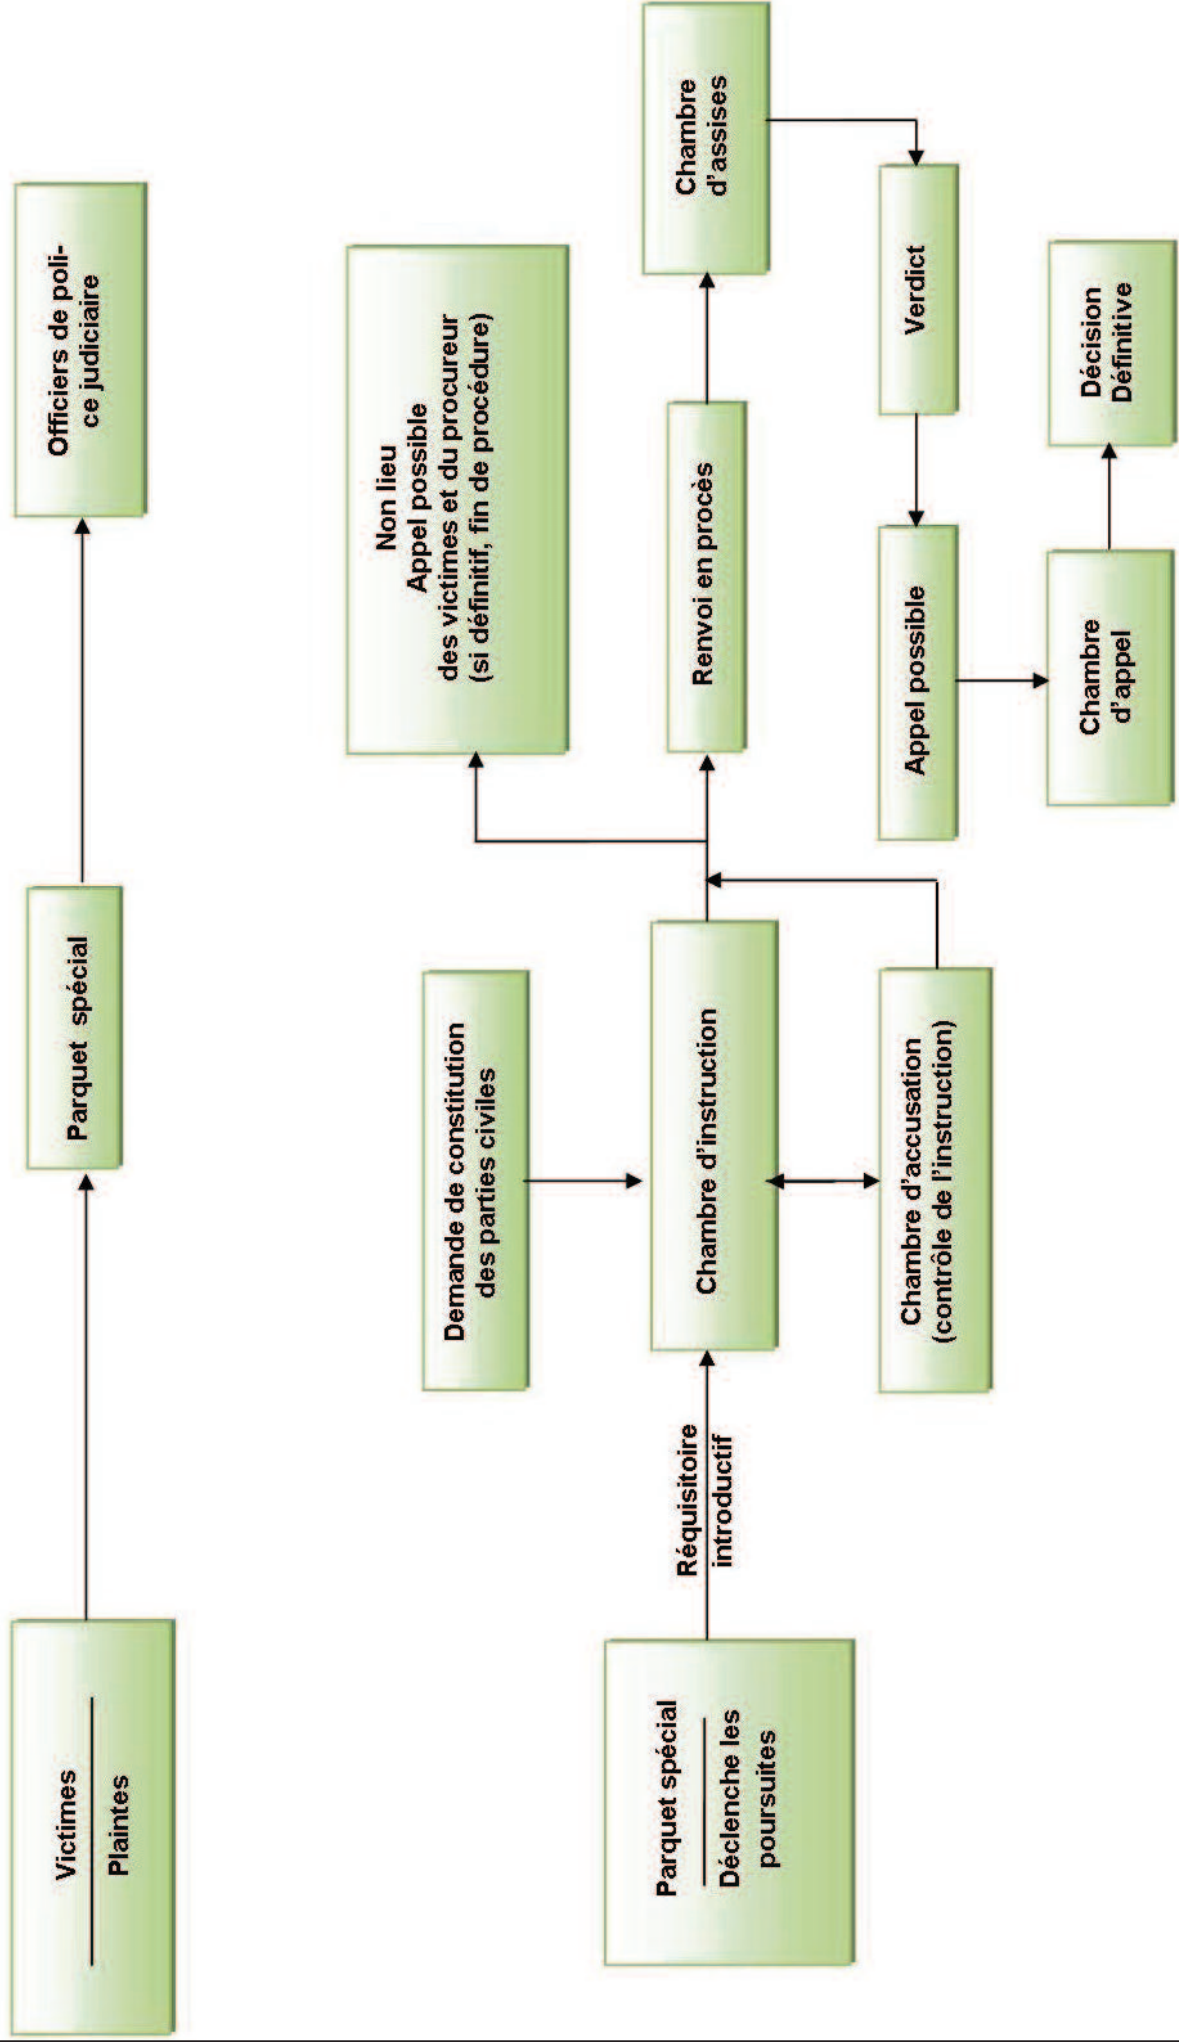 Victimes
Plaintes
Parquet spécial
Officiers de poli-
ce judiciaire
Parquet spécial
Déclenche les
poursuites
Réquisitoire
introductif
Demande de constitution
des parties civiles
Chambre d'instruction
Chambre d'accusation
(contrôle de l'instruction)
Non lieu
Appel possible
des victimes et du procureur
(si définitif, fin de procédure)
Renvoi en procès
Chambre
d'assises
Verdict
Appel possible
Chambre
d'appel
Décision
Définitive